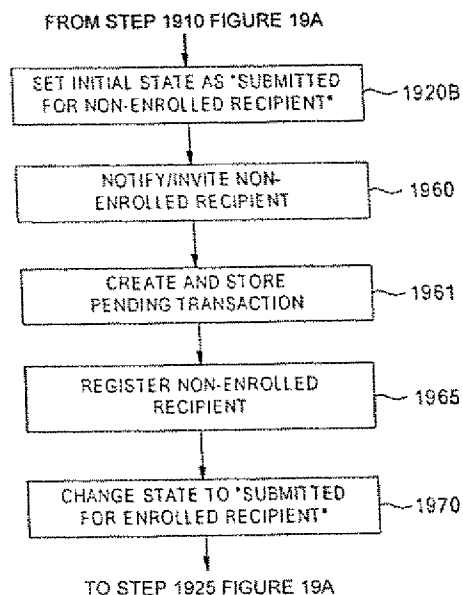 FROM STEP 1910 FIGURE 19A
SET INITIAL STATE AS "SUBMITTED
FOR NON-ENROLLED RECIPIENT"
1920B
NOTIFY/INVITE NON-
ENROLLED RECIPIENT
1960
CREATE AND STORE
PENDING TRANSACTION
1961
REGISTER NON-ENROLLED
RECIPIENT
1965
CHANGE STATE TO "SUBMITTED
FOR ENROLLED RECIPIENT"
1970
TO STEP 1925 FIGURE 19A